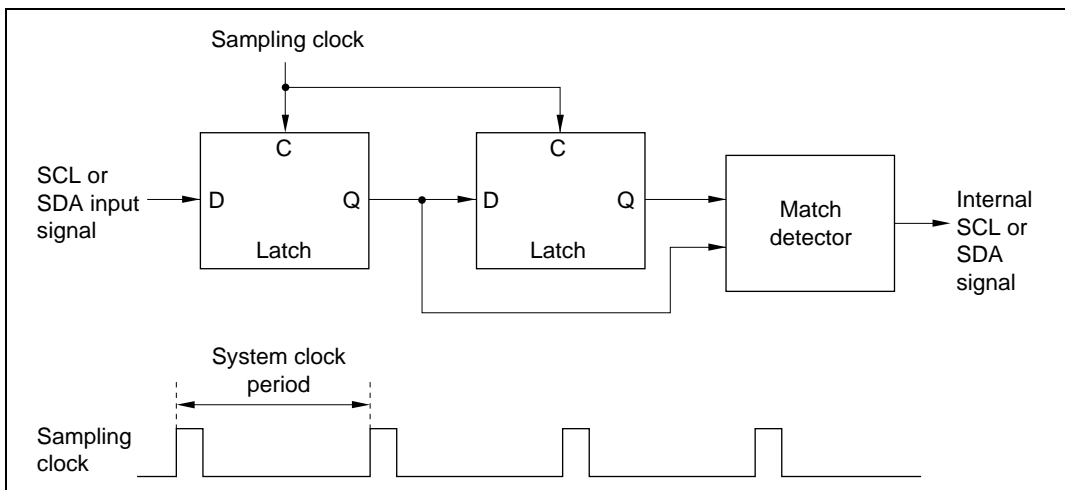 Sampling clock
C
C
SCL or
SDA input
signal
D
Q
D
Q
Latch
Latch
Match
detector
Internal
SCL or
SDA
signal
System clock
period
Sampling
clock